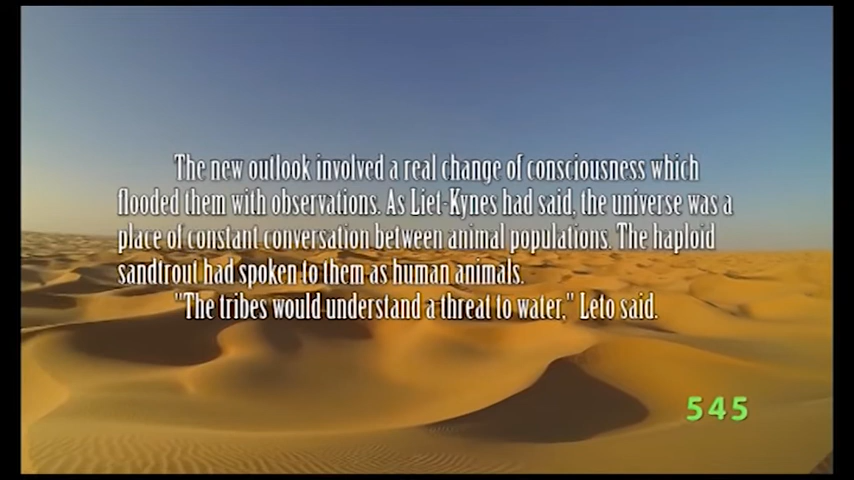 The new outlook involved a real change of consciousness which
flooded them with observations. As Liet-Kynes had said, the universe was a
place of constant conversation between animal populations. The haploid
sandtrout had spoken to them as human animals.
"The tribes would understand a threat to water," Leto said.
545